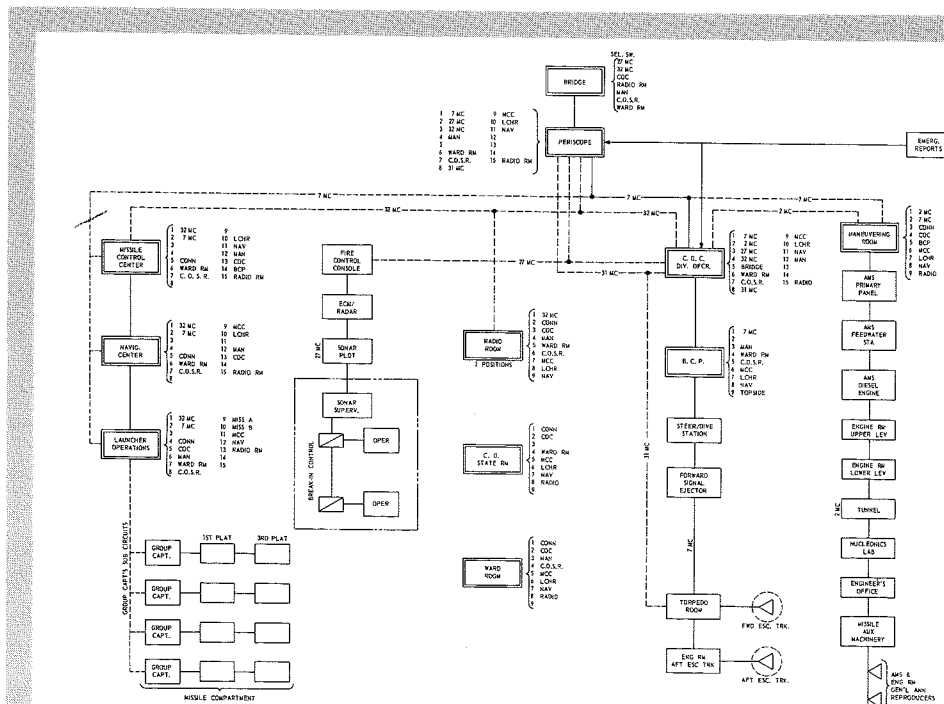 SEL. SW.
27 MC
32 MC
COC
RADIO RM
MAN
C.O.S.R.
WARD RM
BRIDGE
1 7 MC 9 MCC
2 27 MC 10 LCHR
3 32 MC 11 NAV
4 MAN 12
5 13
6 WARD RM 14
7 C.O.S.R. 15 RADIO RM
8 31 MC
PERISCOPE
EMERG. REPORTS
7 MC
7 MC
7 MC
32 MC
32 MC
2 MC
27 MC
31 MC
MISSILE CONTROL CENTER
1 32 MC 9
2 7 MC 10 LCHR
3 11 NAV
4 12 MAN
5 CONN 13 COC
6 WARD RM 14 BCP
7 C. O. S. R. 15 RADIO RM
8
FIRE CONTROL CONSOLE
C. O. C. DIV. OFCR.
1 7 MC 9 MCC
2 2 MC 10 LCHR
3 27 MC 11 NAV
4 32 MC 12 MAN
5 BRIDGE 13
6 WARD RM 14
7 C.O.S.R. 15 RADIO
8 31 MC
MANEUVERING ROOM
1 2 MC
2 7 MC
3 CONN
4 COC
5 BCP
6 MCC
7 LCHR
8 NAV
9 RADIO
ECM/ RADAR
AMS PRIMARY PANEL
NAVIG. CENTER
1 32 MC 9 MCC
2 7 MC 10 LCHR
3 11
4 12 MAN
5 CONN 13 COC
6 WARD RM 14
7 C.O.S.R. 15 RADIO RM
8
27 MC
SONAR PLOT
RADIO ROOM
2 POSITIONS
1 32 MC
2 CONN
3 COC
4 MAN
5 WARD RM
6 C.O.S.R.
7 MCC
8 LCHR
9 NAV
B. C. P.
1 7 MC
2
3 MAN
4 WARD RM
5 C.O.S.R.
6 MCC
7 LCHR
8 NAV
9 TOPSIDE
AMS FEEDWATER STA.
AMS DIESEL ENGINE
SONAR SUPERV.
LAUNCHER OPERATIONS
1 32 MC 9 MISS A
2 7 MC 10 MISS B
3 11 MCC
4 CONN 12 NAV
5 COC 13 RADIO RM
6 MAN 14
7 WARD RM 15
8 C.O.S.R.
OPER
OPER
BREAK-IN CONTROL
C. O. STATE RM
1 CONN
2 COC
3
4 WARD RM
5 MCC
6 LCHR
7 NAV
8 RADIO
9
31 MC
STEER/DIVE STATION
FORWARD SIGNAL EJECTOR
ENGINE RM UPPER LEV
ENGINE RM LOWER LEV
2 MC
TUNNEL
GROUP CAPT'S SUB CIRCUITS
1ST PLAT
3RD PLAT
GROUP CAPT.
GROUP CAPT.
GROUP CAPT.
GROUP CAPT.
MISSILE COMPARTMENT
WARD ROOM
1 CONN
2 COC
3 MAN
4 C.O.S.R.
5 MCC
6 LCHR
7 NAV
8 RADIO
9
7 MC
NUCLEONICS LAB
ENGINEER'S OFFICE
TORPEDO ROOM
FWD ESC. TRK.
MISSILE AUX MACHINERY
ENG RM AFT ESC TRK
AFT ESC. TRK.
AMS & ENG RM GEN'L ANN REPRODUCERS